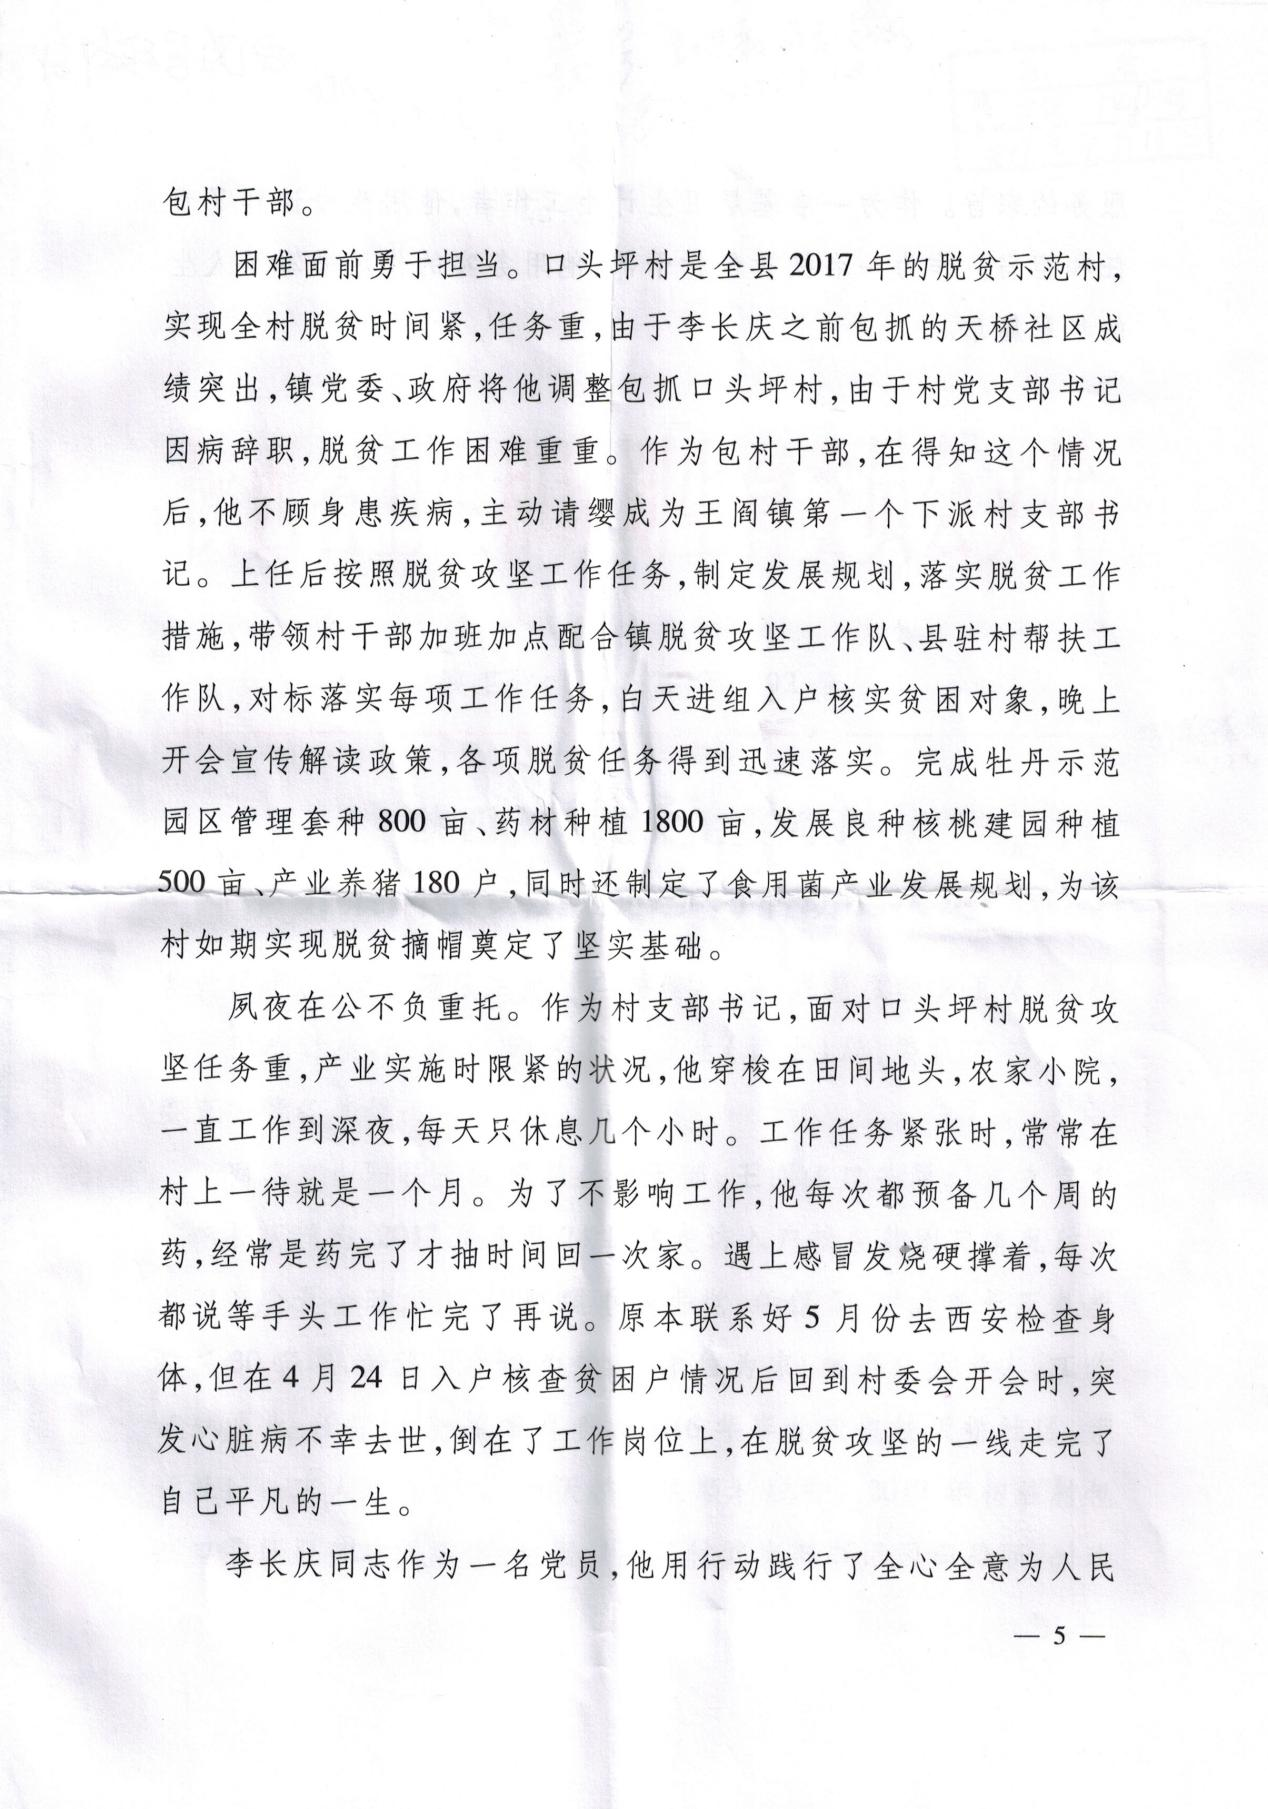 包村干部。
困难面前勇于担当。口头坪村是全县2017年的脱贫示范村,
实现全村脱贫时间紧,任务重,由于李长庆之前包抓的天桥社区成
绩突出,镇党委、政府将他调整包抓口头坪村,由于村党支部书记
因病辞职,脱贫工作困难重重。作为包村干部,在得知这个情况
后,他不顾身患疾病,主动请缨成为王阎镇第一个下派村支部书
记。上任后按照脱贫攻坚工作任务,制定发展规划,落实脱贫工作
措施,带领村干部加班加点配合镇脱贫攻坚工作队、县驻村帮扶工
作队,对标落实每项工作任务,白天进组入户核实贫困对象,晚上
开会宣传解读政策,各项脱贫任务得到迅速落实。完成牡丹示范
园区管理套种800亩、药材种植1800亩,发展良种核桃建园种植
500亩、产业养猪180户,同时还制定了食用菌产业发展规划,为该
村如期实现脱贫摘帽奠定了坚实基础。
夙夜在公不负重托。作为村支部书记,面对口头坪村脱贫攻
坚任务重,产业实施时限紧的状况,他穿梭在田间地头,农家小院,
一直工作到深夜,每天只休息几个小时。工作任务紧张时,常常在
村上一待就是一个月。为了不影响工作,他每次都预备几个周的
药,经常是药完了才抽时间回一次家。遇上感冒发烧硬撑着,每次
都说等手头工作忙完了再说。原本联系好5月份去西安检查身
体,但在4月24日入户核查贫困户情况后回到村委会开会时,突
发心脏病不幸去世,倒在了工作岗位上,在脱贫攻坚的一线走完了
自己平凡的一生。
李长庆同志作为一名党员,他用行动践行了全心全意为人民
— 5 —